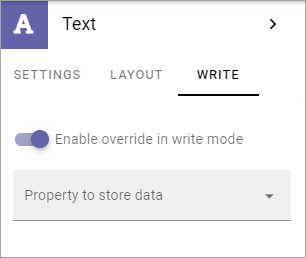 A Text
SETTINGS LAYOUT WRITE
Enable override in write mode
Property to store data